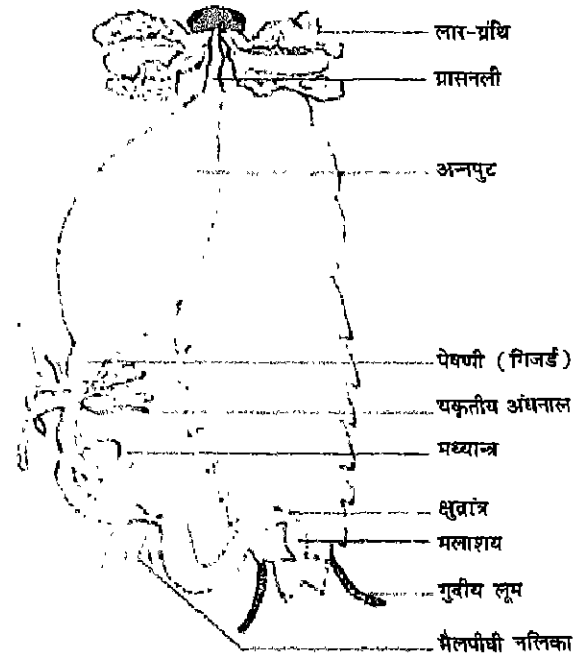 लार-ग्रंथि
ग्रासनली
अन्नपुट
पेषणी (गिजर्ड)
यकृतीय अंधनाल
मध्यान्त्र
क्षुद्रांत्र
मलाशय
गुदीय लूम
मैलपीघी नलिका